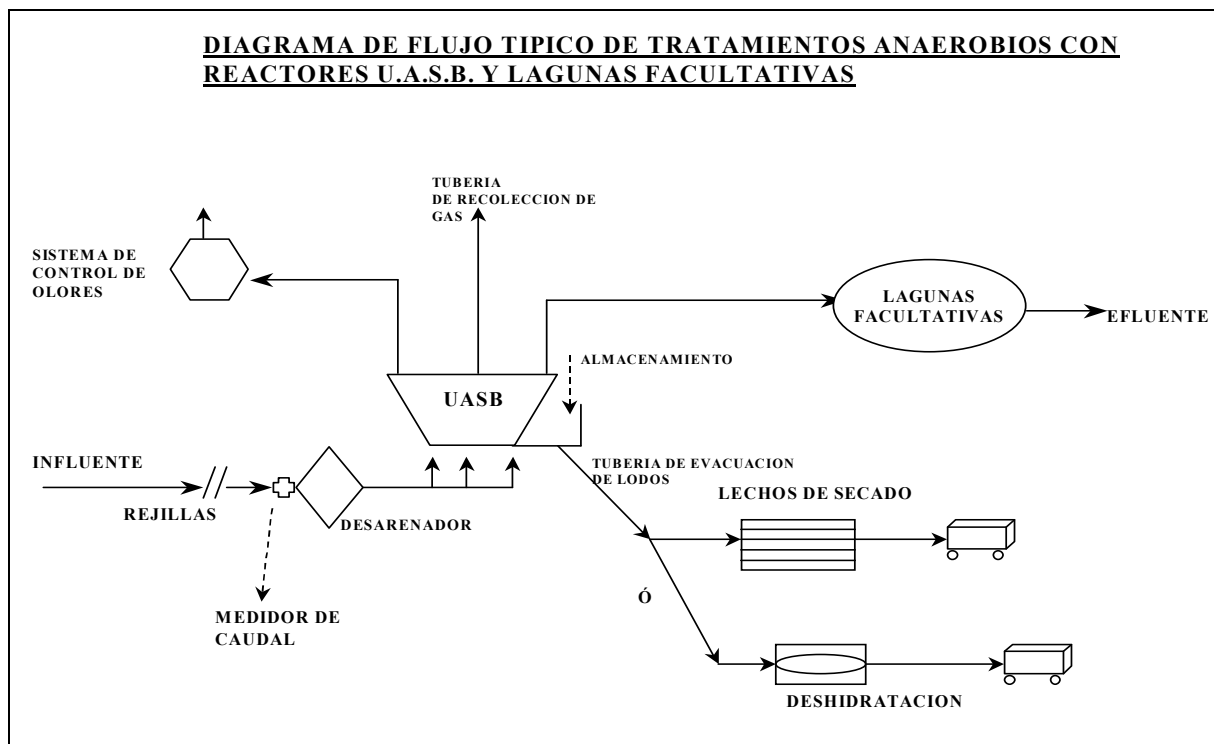 DIAGRAMA DE FLUJO TIPICO DE TRATAMIENTOS ANAEROBIOS CON
REACTORES U.A.S.B. Y LAGUNAS FACULTATIVAS
TUBERIA
DE RECOLECCION DE
GAS
SISTEMA DE
CONTROL DE
OLORES
LAGUNAS
FACULTATIVAS
EFLUENTE
ALMACENAMIENTO
UASB
INFLUENTE
TUBERIA DE EVACUACION
DE LODOS
LECHOS DE SECADO
REJILLAS
DESARENADOR
Ó
MEDIDOR DE
CAUDAL
DESHIDRATACION